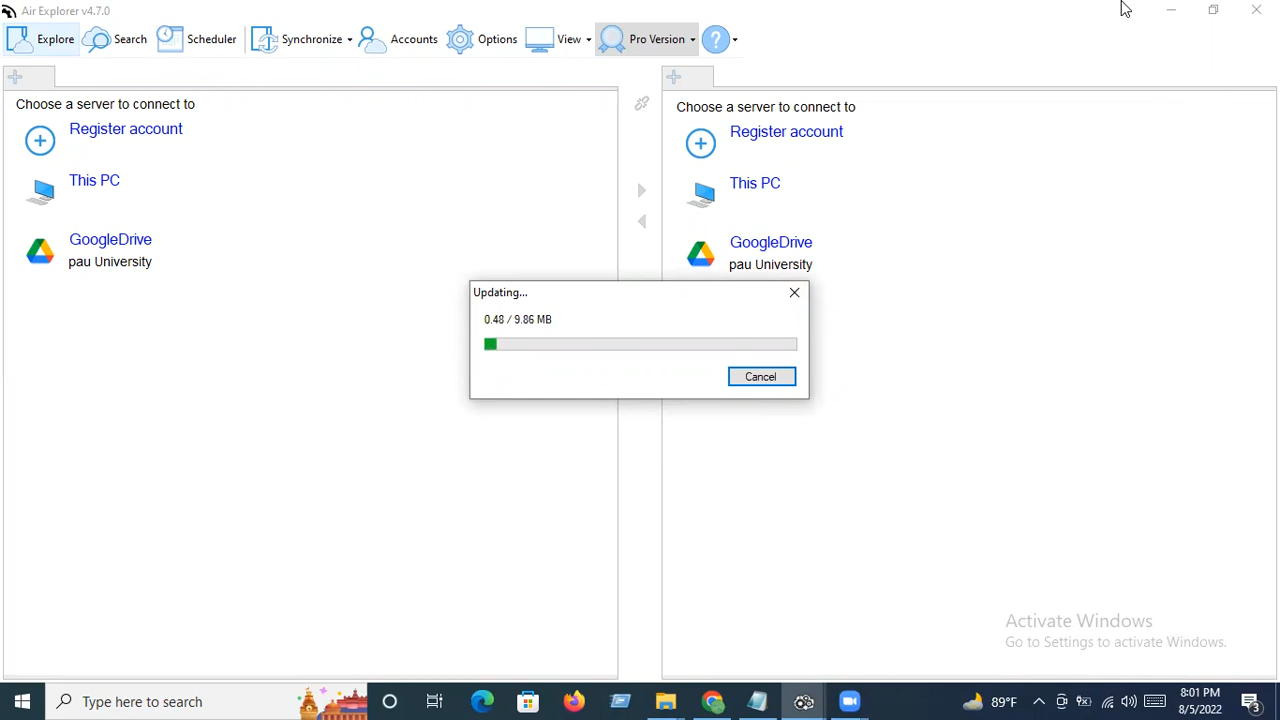 Air Explorer v4.7.0
Explore Search Scheduler Synchronize Accounts Options View Pro Version ?
Choose a server to connect to
Register account
This PC
GoogleDrive
pau University
Choose a server to connect to
Register account
This PC
GoogleDrive
pau University
Updating...
0.48 / 9.86 MB
Cancel
Activate Windows
Go to Settings to activate Windows.
Type here to search
89°F
8:01 PM
8/5/2022
3